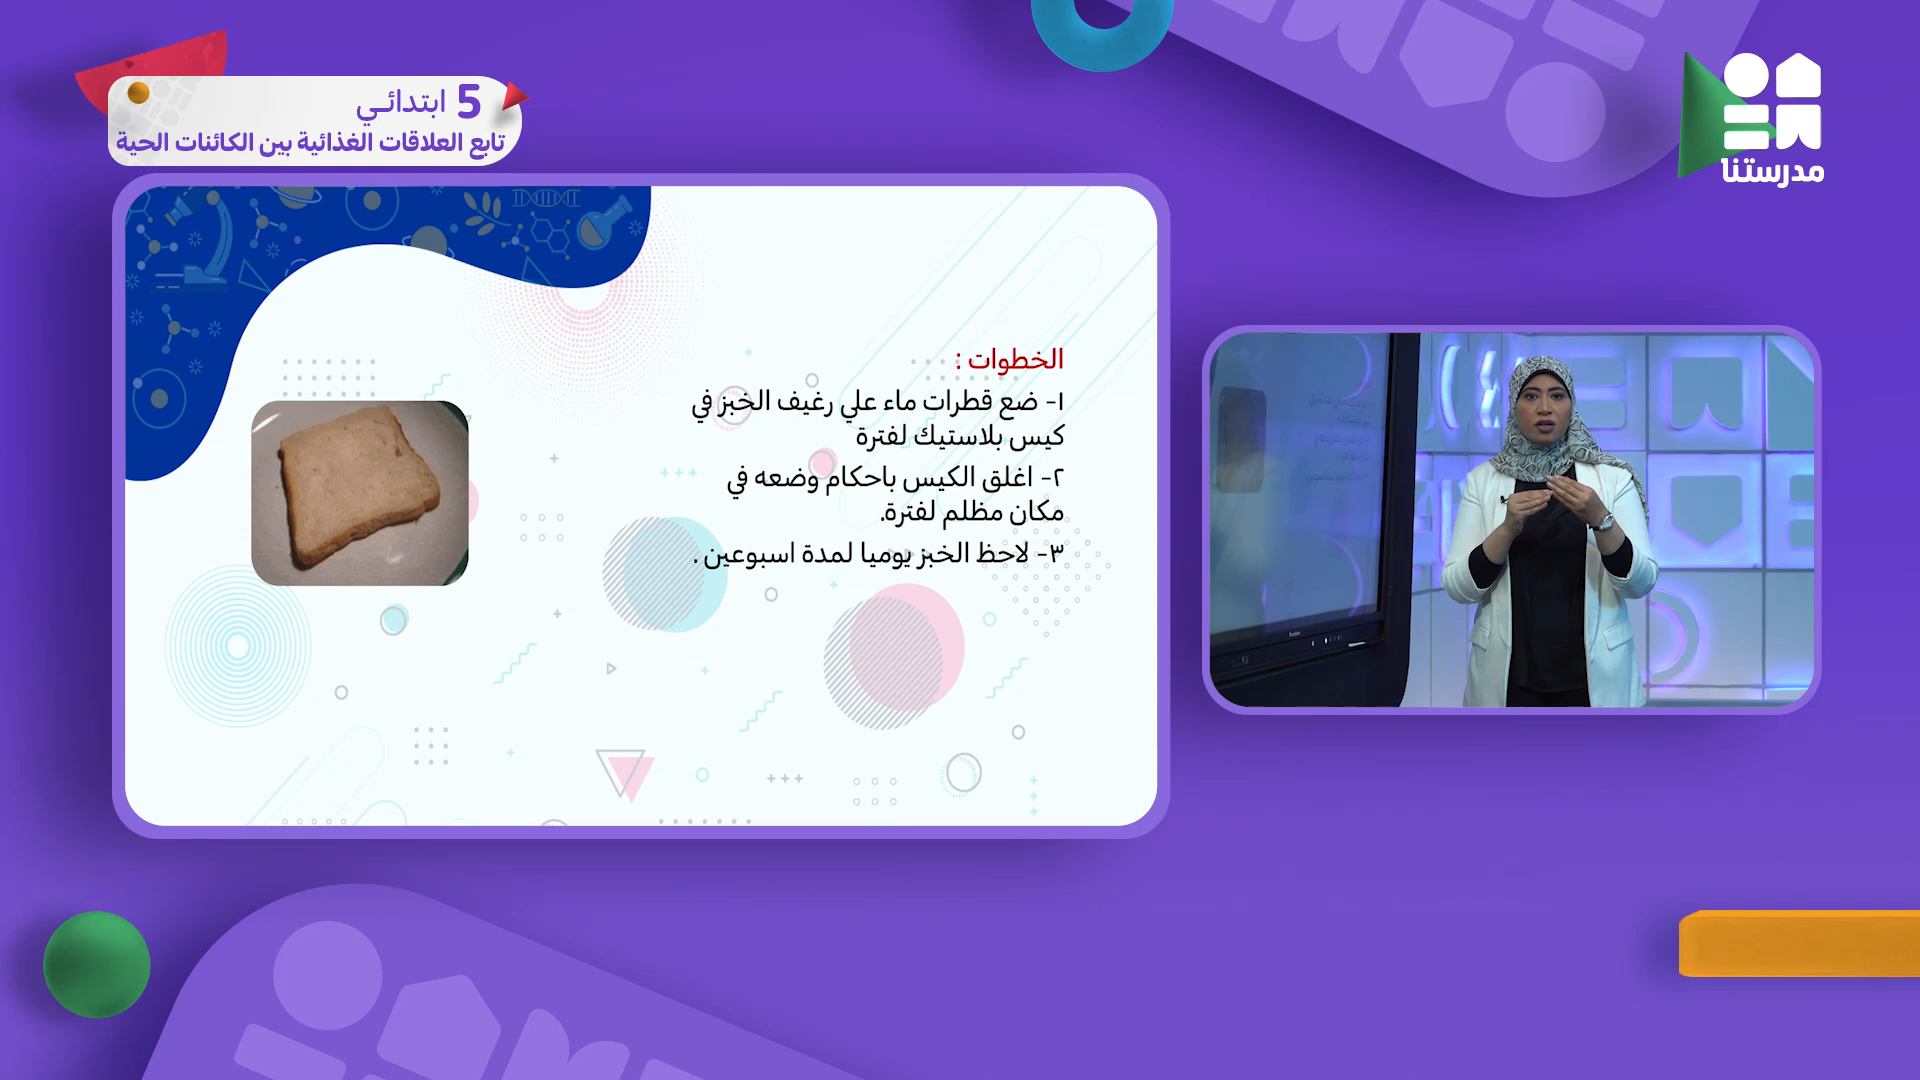 5 ابتدائي
تابع العلاقات الغذائية بين الكائنات الحية
مدرستنا
الخطوات :
١- ضع قطرات ماء علي رغيف الخبز في
كيس بلاستيك لفترة
٢- اغلق الكيس باحكام وضعه في
مكان مظلم لفترة.
٣- لاحظ الخبز يوميا لمدة اسبوعين .